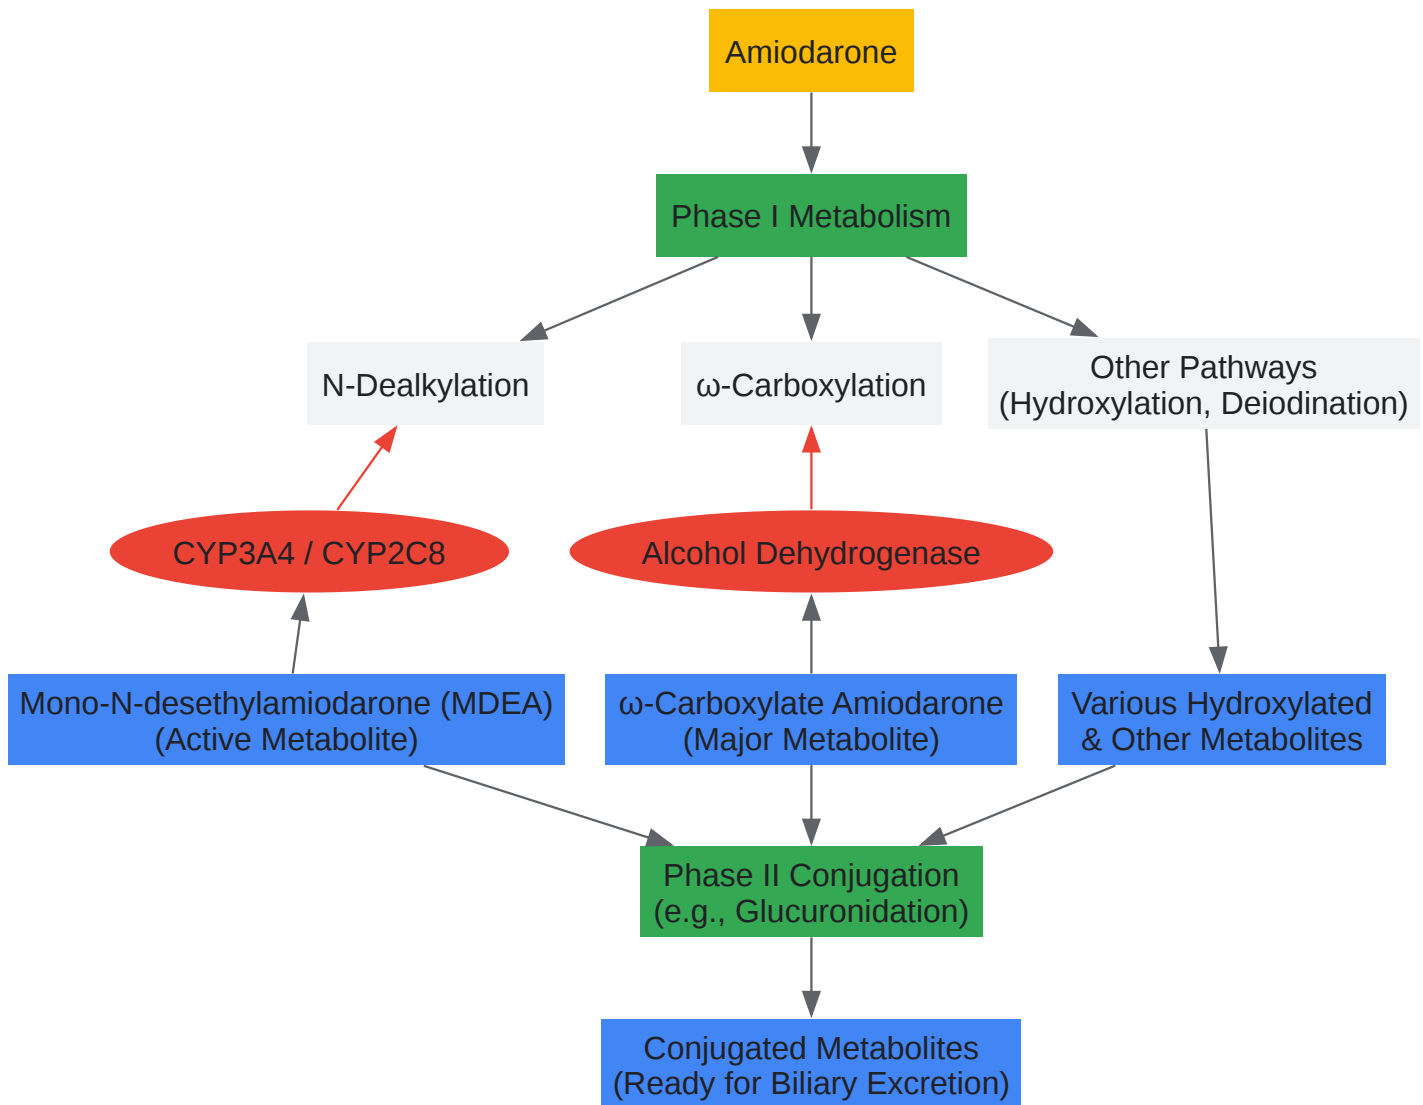 Amiodarone
Phase I Metabolism
N-Dealkylation
ω-Carboxylation
Other Pathways
(Hydroxylation, Deiodination)
CYP3A4 / CYP2C8
Alcohol Dehydrogenase
Mono-N-desethylamiodarone (MDEA)
(Active Metabolite)
ω-Carboxylate Amiodarone
(Major Metabolite)
Various Hydroxylated
& Other Metabolites
Phase II Conjugation
(e.g., Glucuronidation)
Conjugated Metabolites
(Ready for Biliary Excretion)